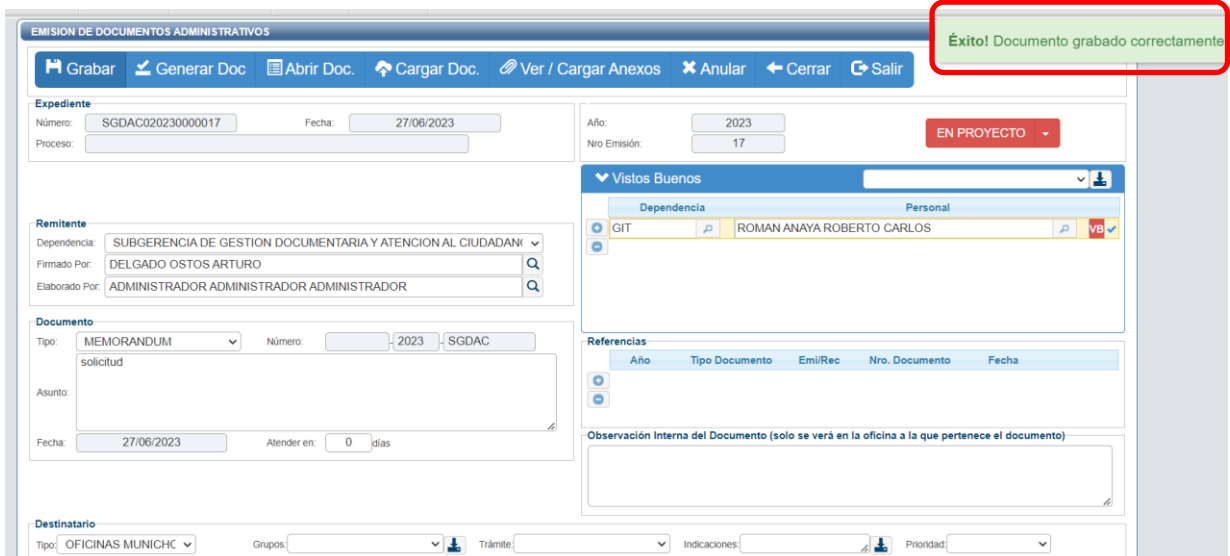 EMISION DE DOCUMENTOS ADMINISTRATIVOS
Éxito! Documento grabado correctamente
Grabar Generar Doc Abrir Doc. Cargar Doc. Ver / Cargar Anexos Anular Cerrar Salir
Expediente
Número: SGDAC020230000017 Fecha: 27/06/2023
Proceso:
Año: 2023
Nro Emisión: 17
EN PROYECTO
Vistos Buenos
Dependencia Personal
GIT ROMAN ANAYA ROBERTO CARLOS VB
Remitente
Dependencia: SUBGERENCIA DE GESTION DOCUMENTARIA Y ATENCION AL CIUDADAN
Firmado Por: DELGADO OSTOS ARTURO
Elaborado Por: ADMINISTRADOR ADMINISTRADOR ADMINISTRADOR
Documento
Tipo: MEMORANDUM Número: - 2023 - SGDAC
Asunto: solicitud
Fecha: 27/06/2023 Atender en: 0 días
Referencias
Año Tipo Documento Emi/Rec Nro. Documento Fecha
Observación Interna del Documento (solo se verá en la oficina a la que pertenece el documento)
Destinatario
Tipo: OFICINAS MUNICHC Grupos: Trámite: Indicaciones: Prioridad: